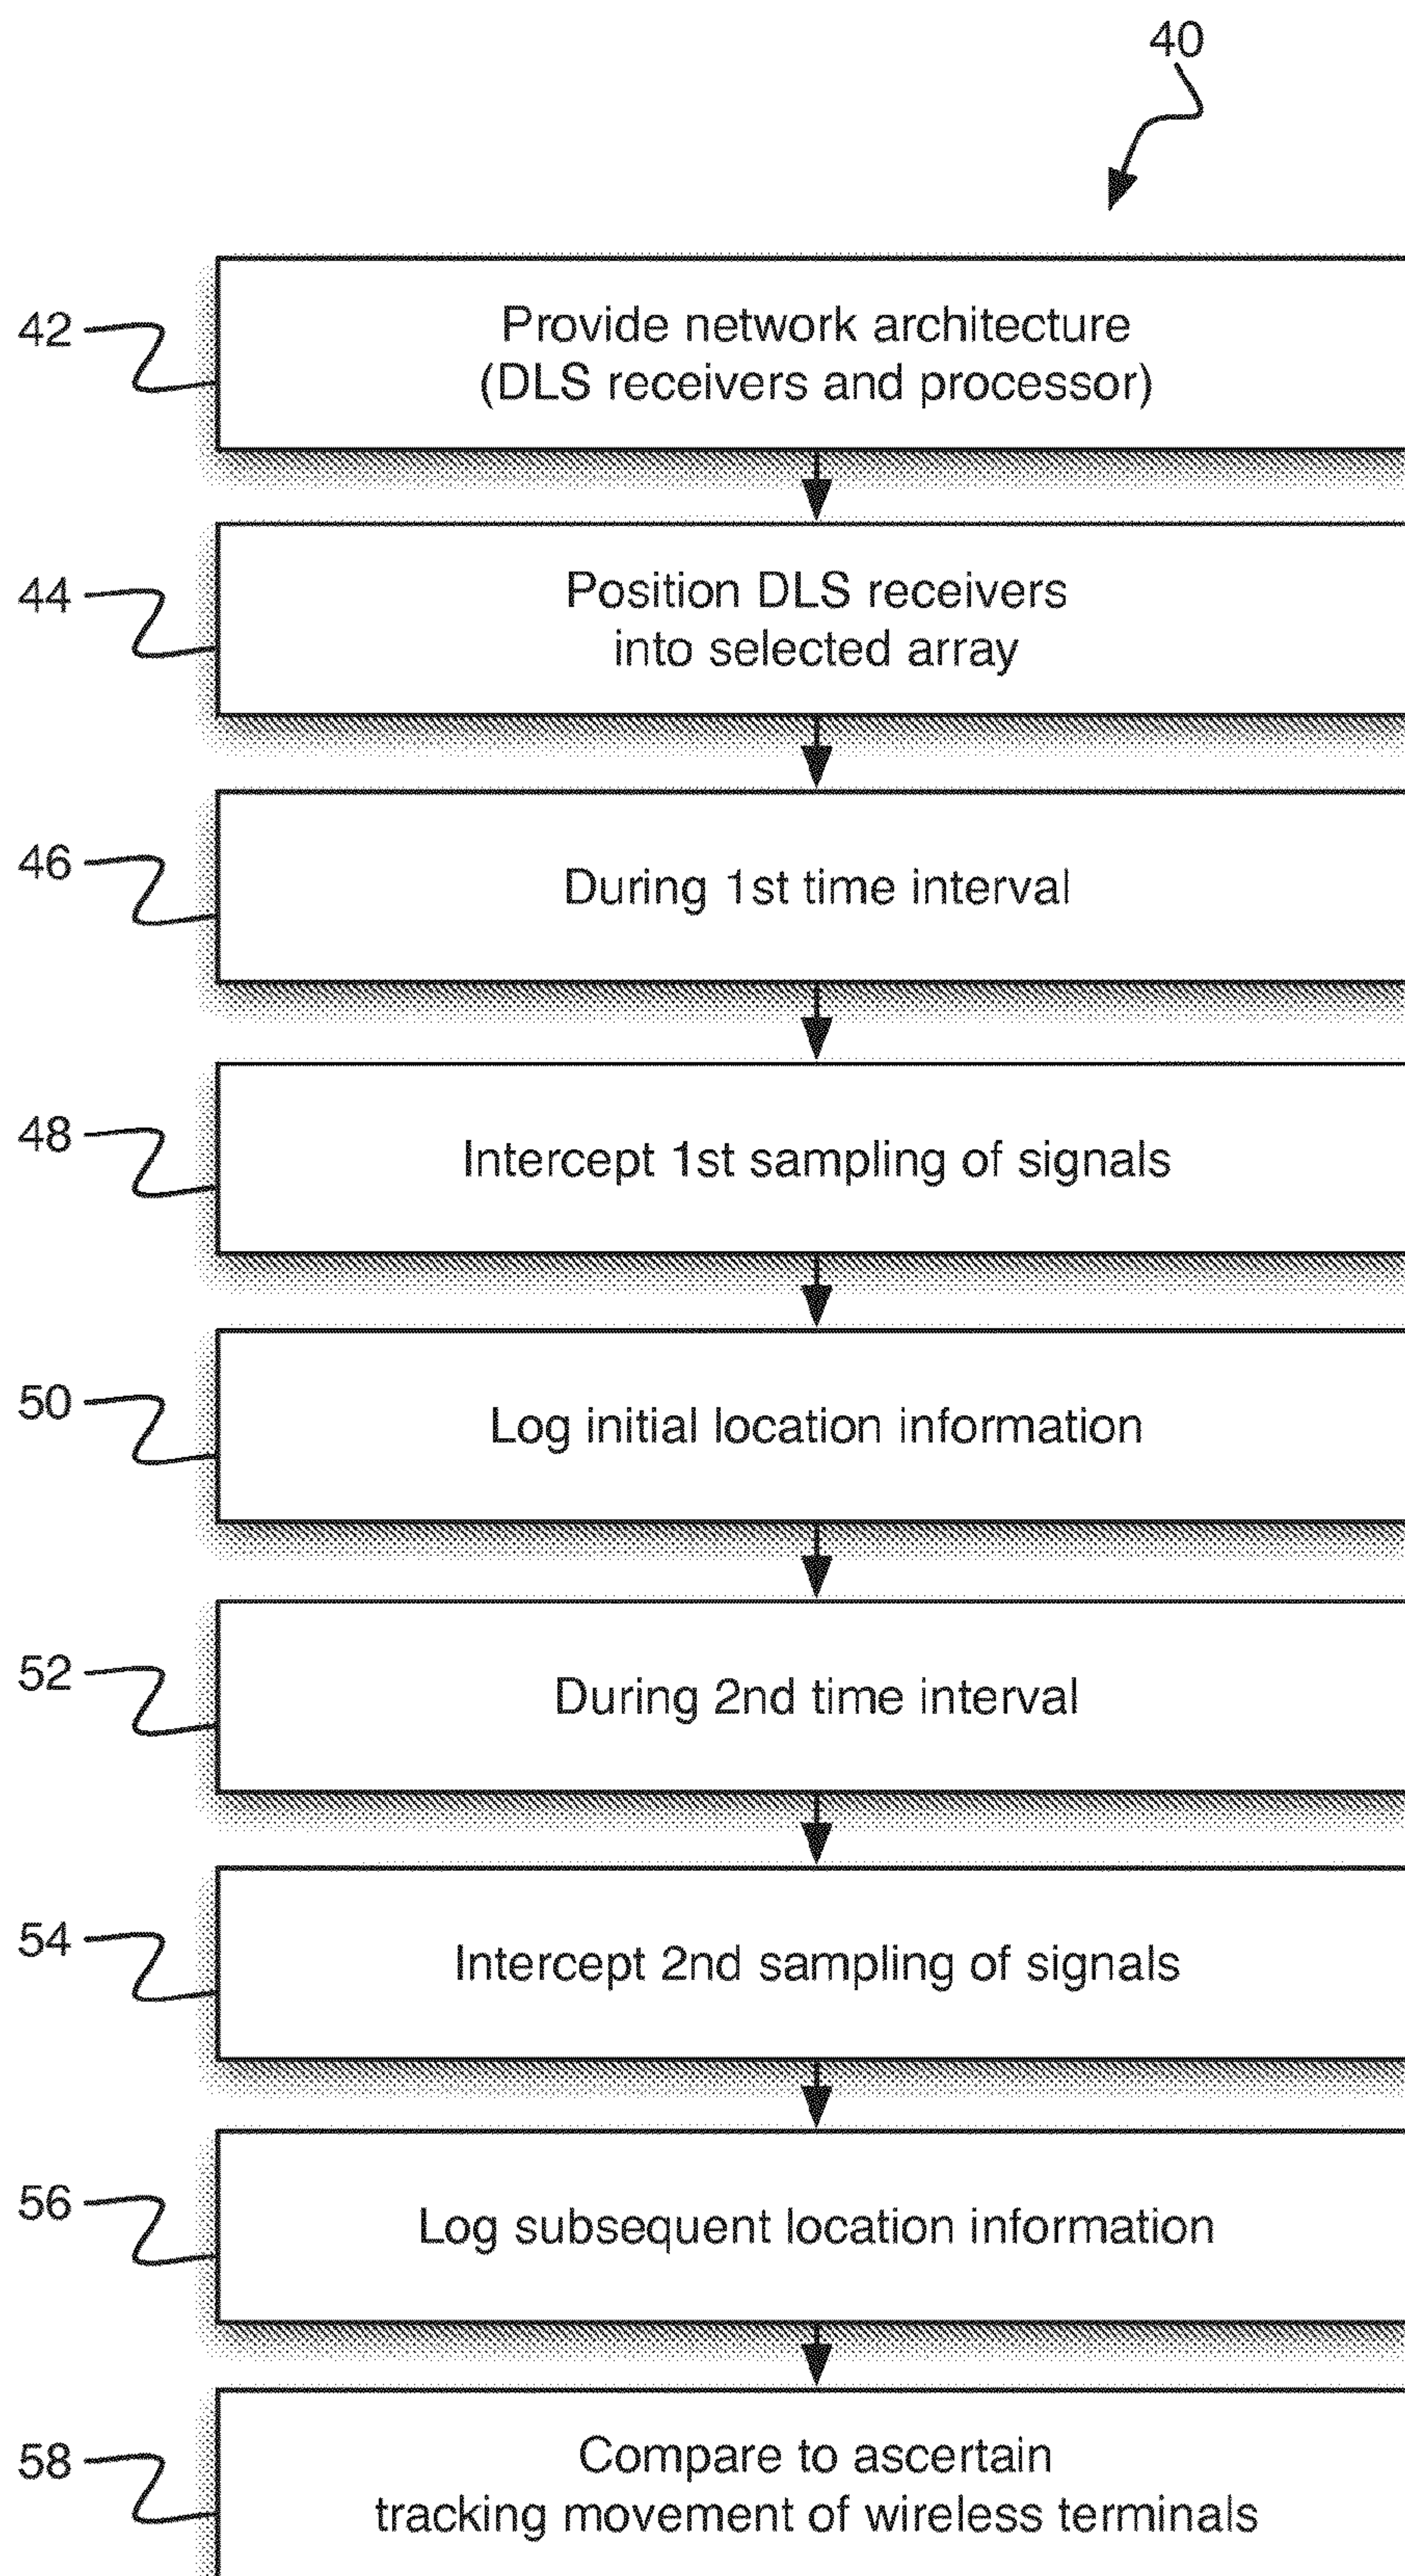 40
42
Provide network architecture
(DLS receivers and processor)
44
Position DLS receivers
into selected array
46
During 1st time interval
48
Intercept 1st sampling of signals
50
Log initial location information
52
During 2nd time interval
54
Intercept 2nd sampling of signals
56
Log subsequent location information
58
Compare to ascertain
tracking movement of wireless terminals